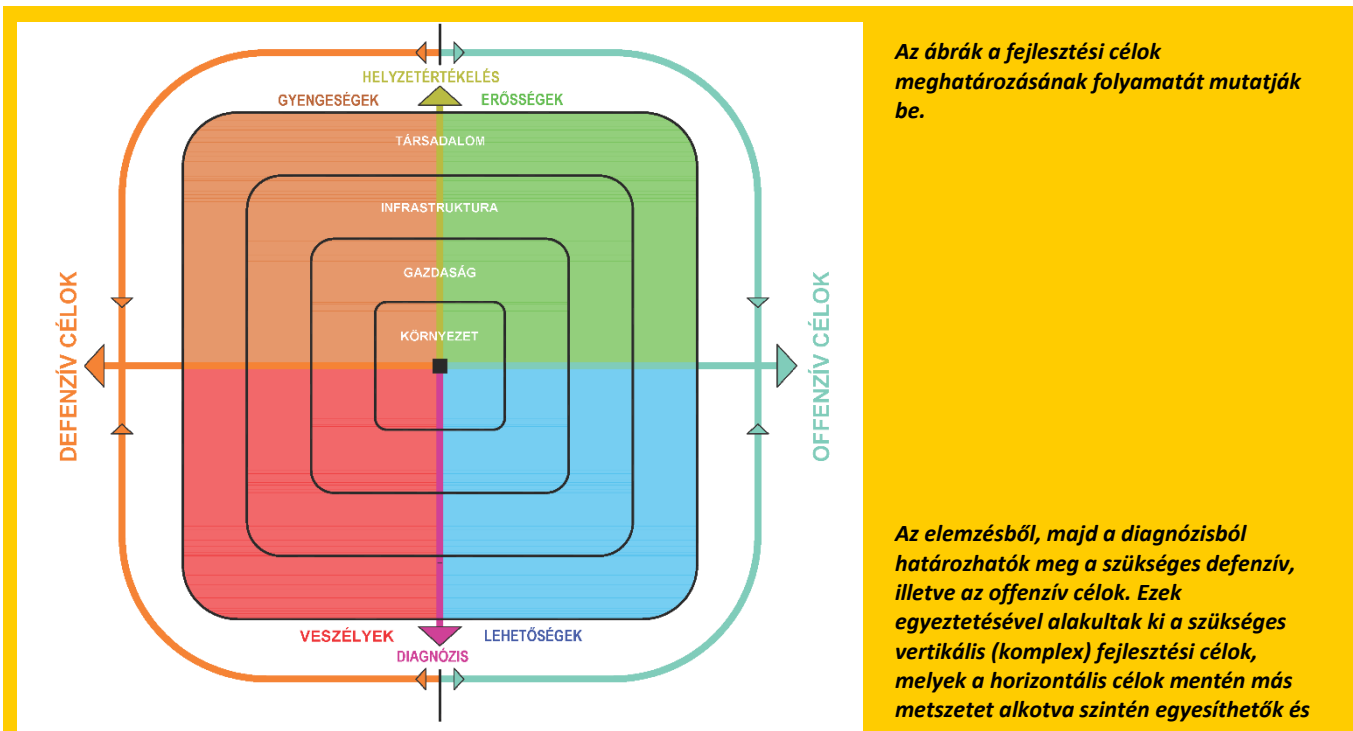 HELYZETÉRTÉKELÉS
GYENGESÉGEK
ERŐSSÉGEK
TÁRSADALOM
INFRASTRUKTURA
GAZDASÁG
KÖRNYEZET
DEFENZÍV CÉLOK
OFFENZÍV CÉLOK
VESZÉLYEK
LEHETŐSÉGEK
DIAGNÓZIS
Az ábrák a fejlesztési célok
meghatározásának folyamatát mutatják
be.
Az elemzésből, majd a diagnózisból
határozhatók meg a szükséges defenzív,
illetve az offenzív célok. Ezek
egyeztetésével alakultak ki a szükséges
vertikális (komplex) fejlesztési célok,
melyek a horizontális célok mentén más
metszetet alkotva szintén egyesíthetők és